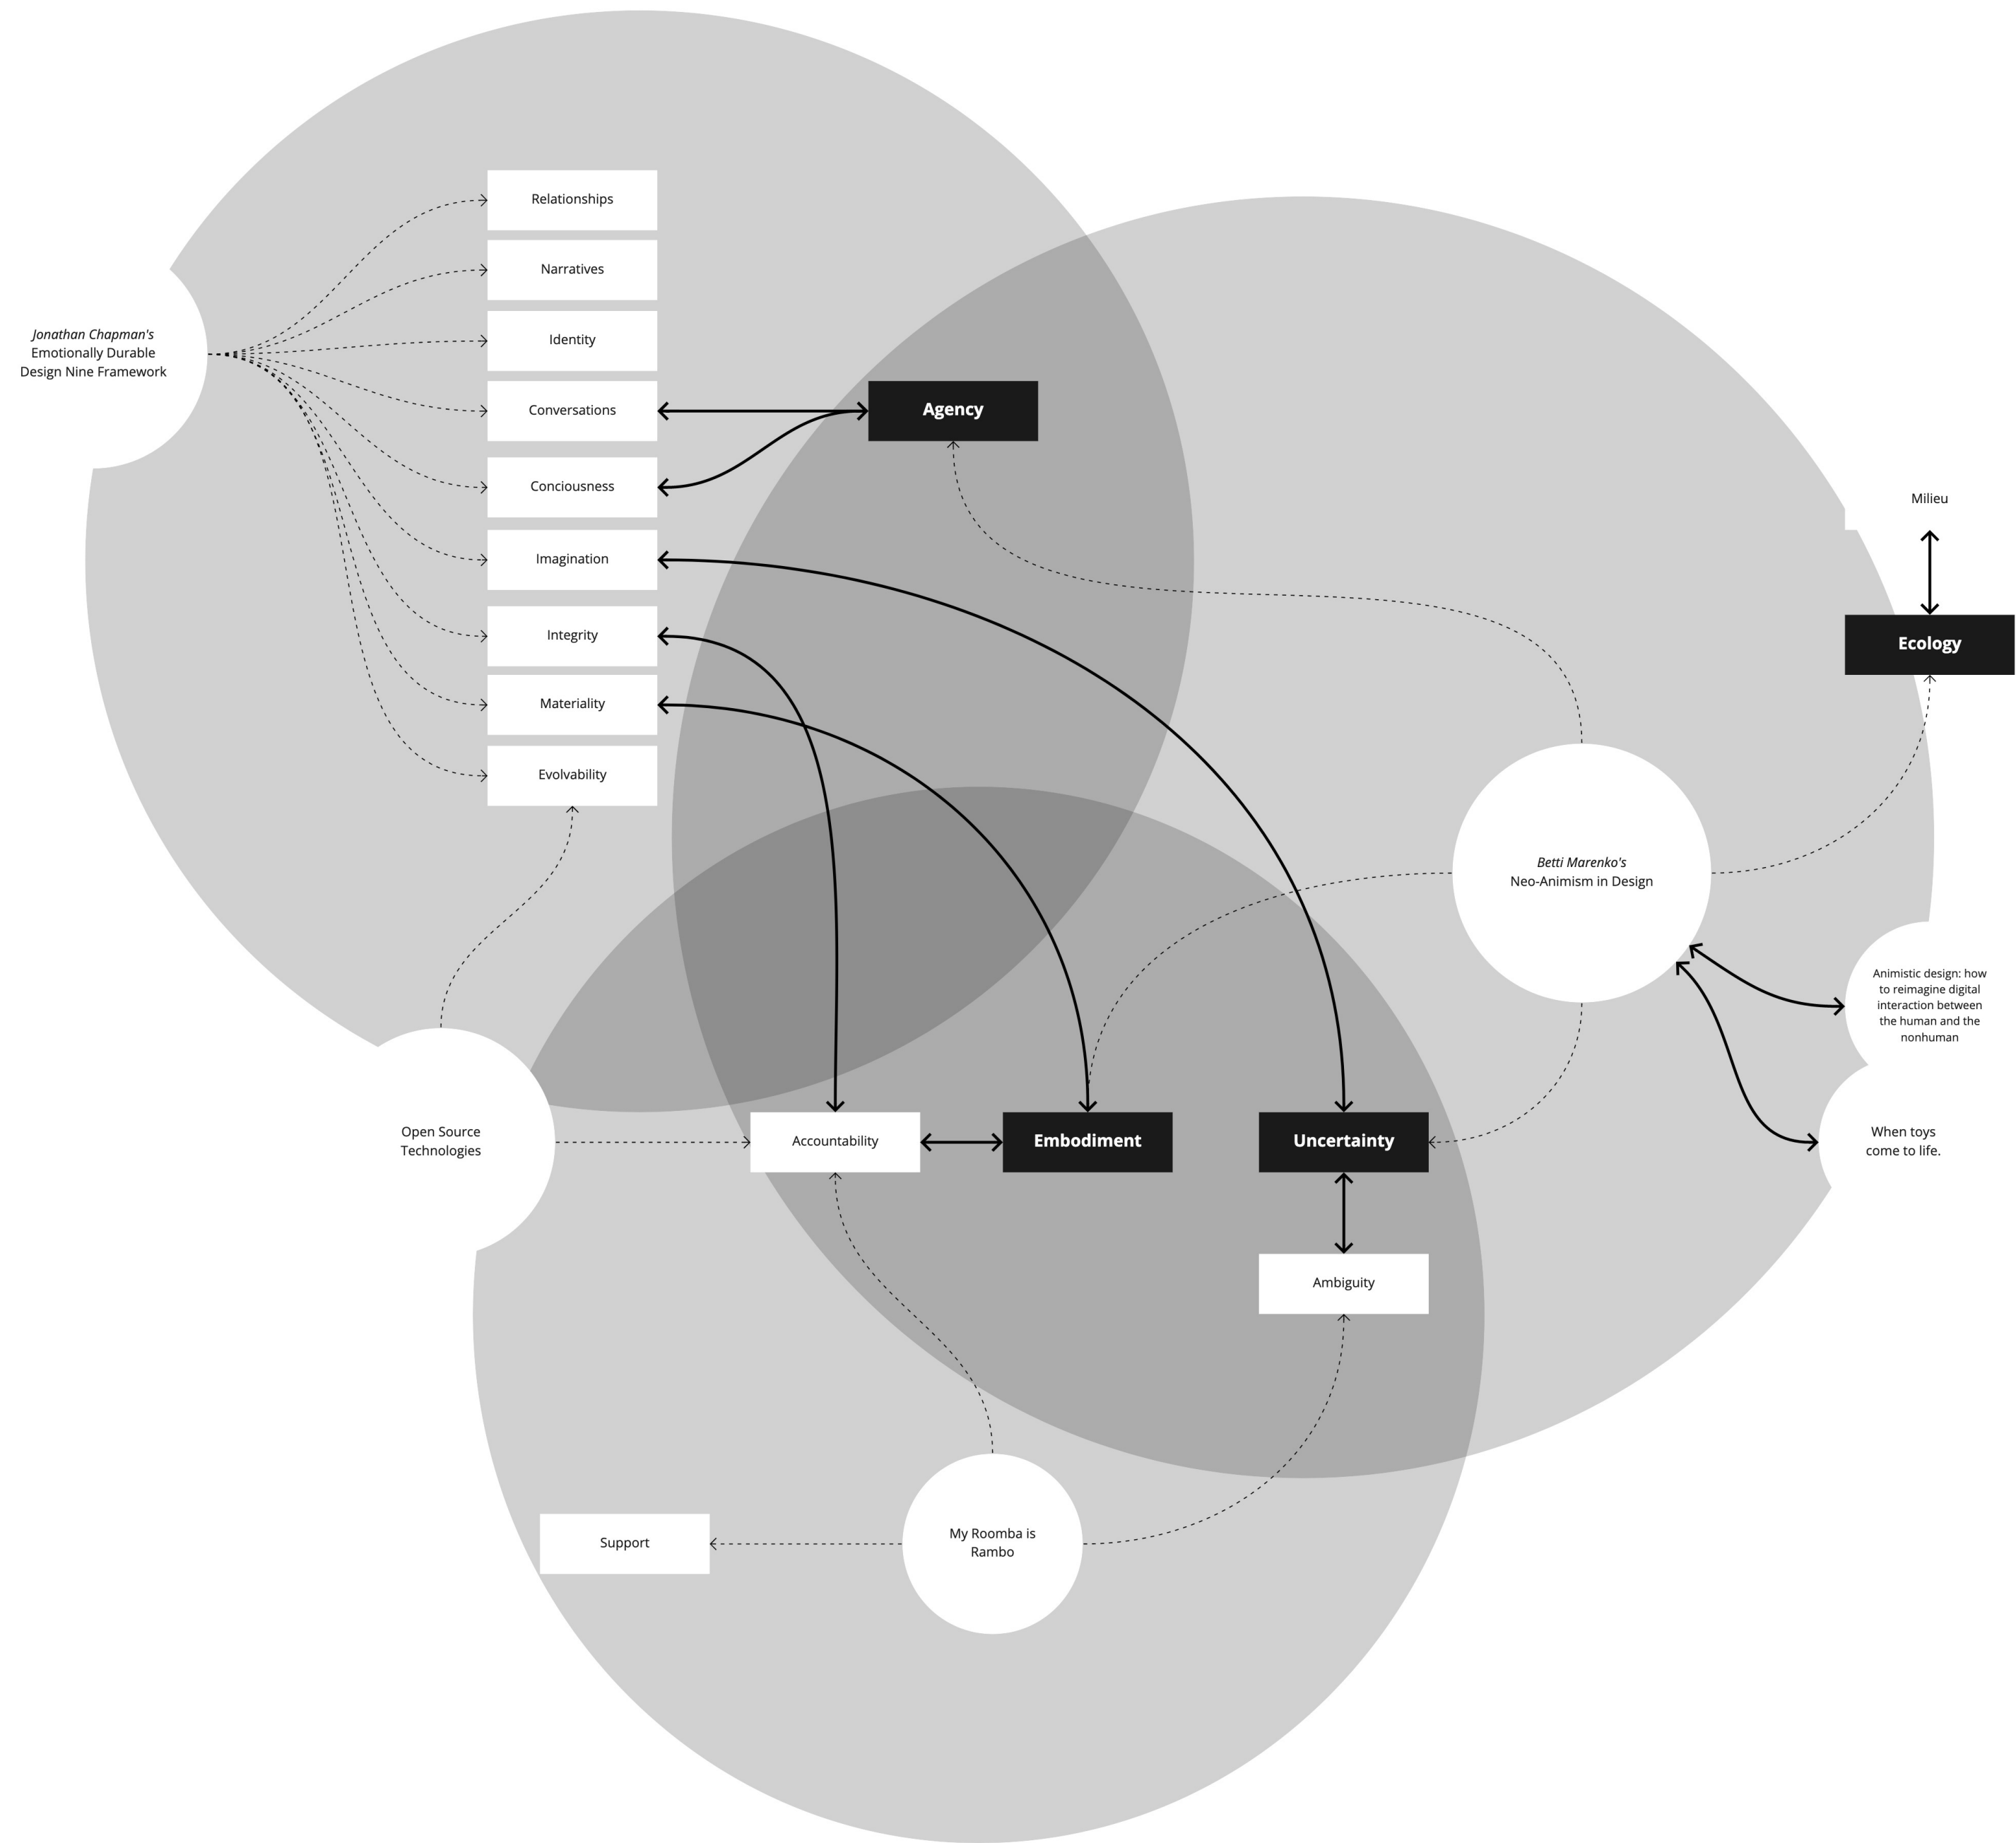 Relationships
Narratives
Identity
Jonathan Chapman's
Emotionally Durable
Design Nine Framework
Conversations
Agency
Conciousness
Milieu
Imagination
Integrity
Ecology
Materiality
Evolvability
Betti Marenko's
Neo-Animism in Design
Animistic design: how
to reimagine digital
interaction between
the human and the
nonhuman
Open Source
Technologies
Accountability
Embodiment
Uncertainty
When toys
come to life.
Ambiguity
Support
My Roomba is
Rambo